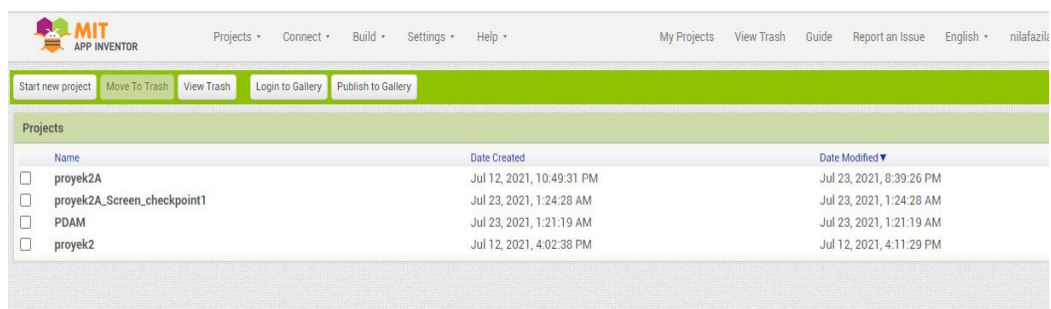 MIT
APP INVENTOR
Projects Connect Build Settings Help My Projects View Trash Guide Report an Issue English nilafazila
Start new project Move To Trash View Trash Login to Gallery Publish to Gallery
Projects
Name Date Created Date Modified▼
proyek2A Jul 12, 2021, 10:49:31 PM Jul 23, 2021, 8:39:26 PM
proyek2A_Screen_checkpoint1 Jul 23, 2021, 1:24:28 AM Jul 23, 2021, 1:24:28 AM
PDAM Jul 23, 2021, 1:21:19 AM Jul 23, 2021, 1:21:19 AM
proyek2 Jul 12, 2021, 4:02:38 PM Jul 12, 2021, 4:11:29 PM